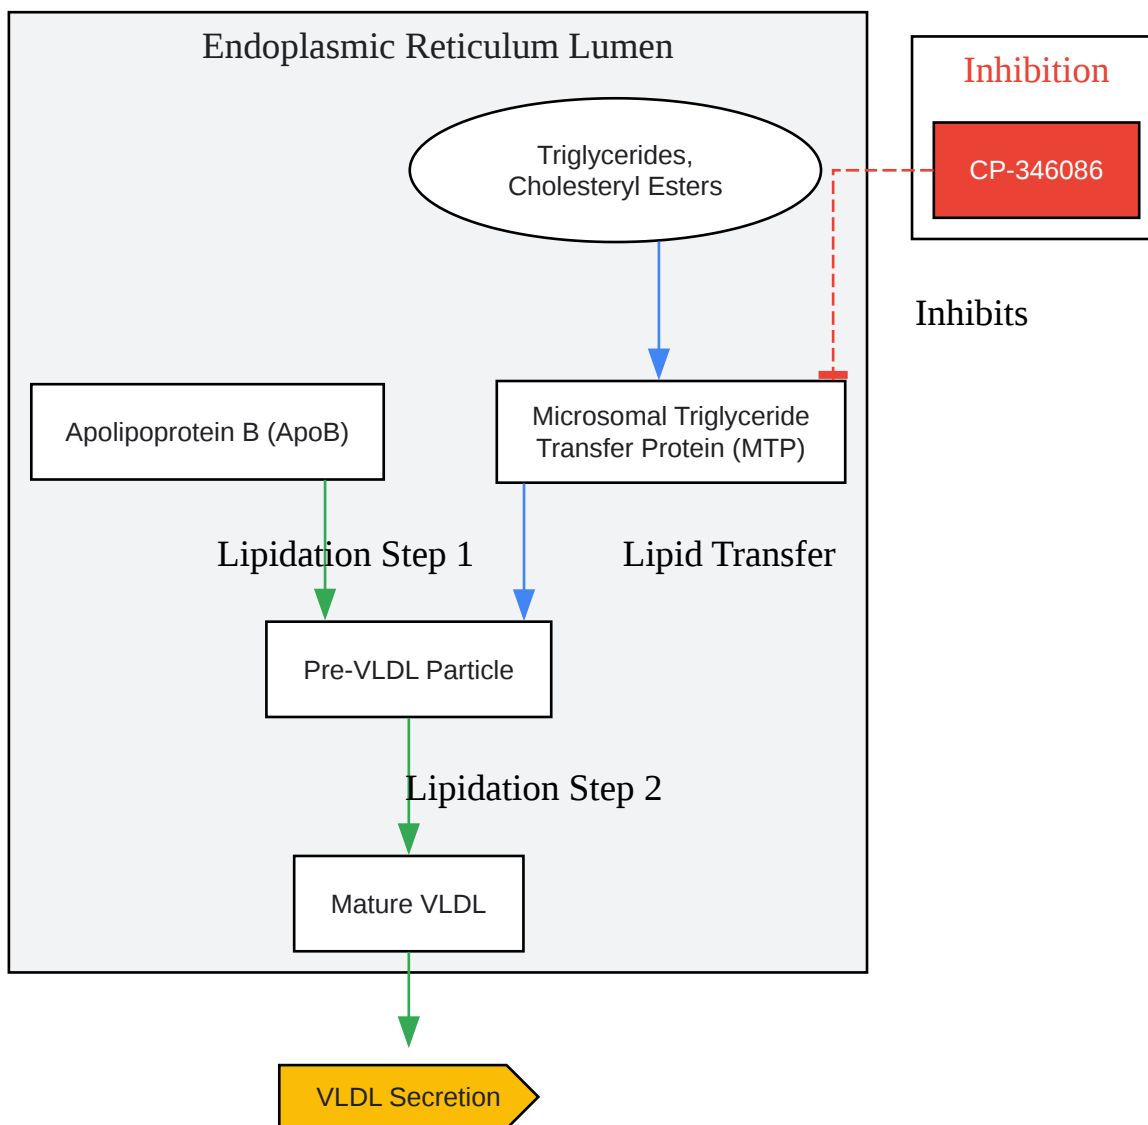 Endoplasmic Reticulum Lumen
Inhibition
Triglycerides,
Cholesteryl Esters
CP-346086
Inhibits
Apolipoprotein B (ApoB)
Microsomal Triglyceride
Transfer Protein (MTP)
Lipidation Step 1
Lipid Transfer
Pre-VLDL Particle
Lipidation Step 2
Mature VLDL
VLDL Secretion